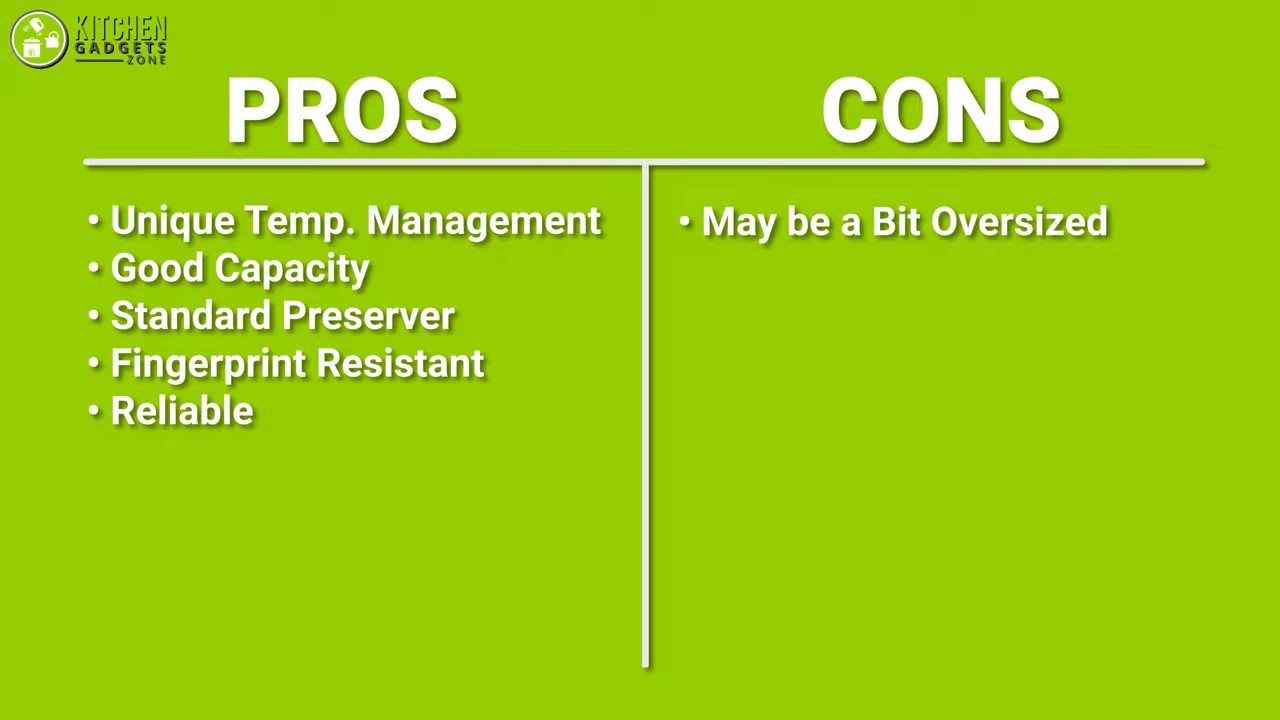 KITCHEN
GADGETS
ZONE
PROS
CONS
• Unique Temp. Management
• Good Capacity
• Standard Preserver
• Fingerprint Resistant
• Reliable
• May be a Bit Oversized